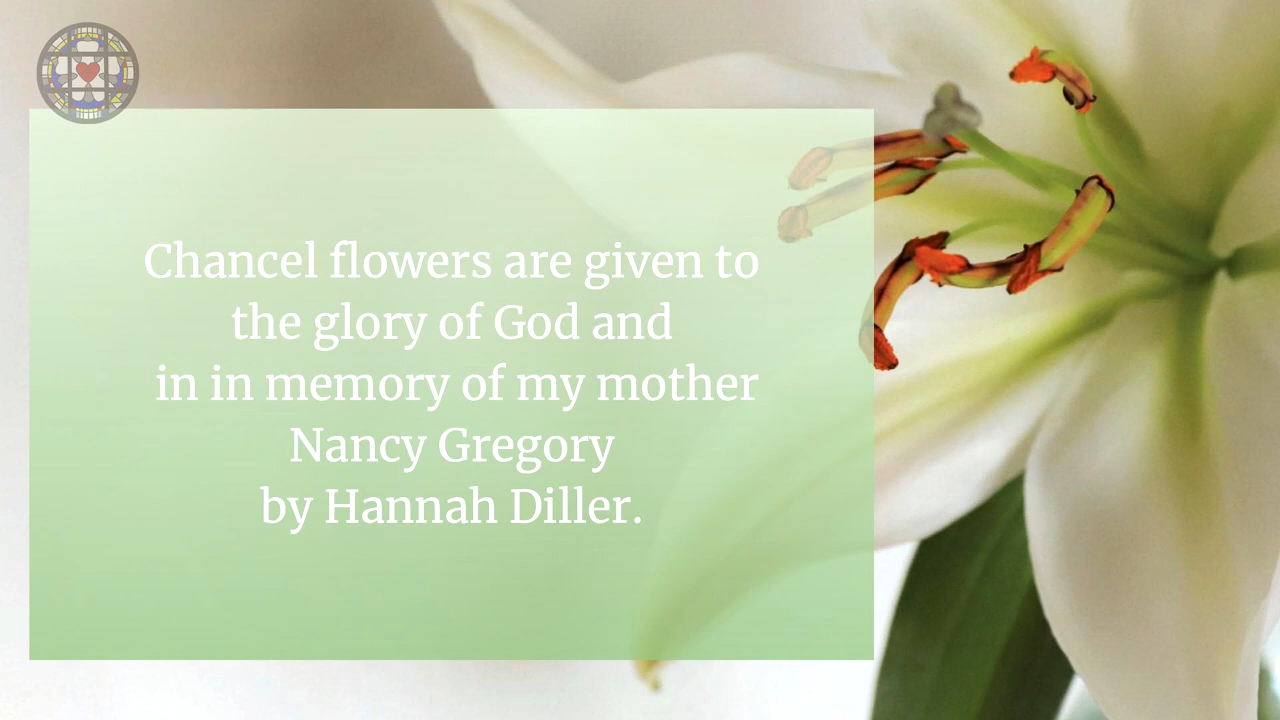 Chancel flowers are given to
the glory of God and
in in memory of my mother
Nancy Gregory
by Hannah Diller.